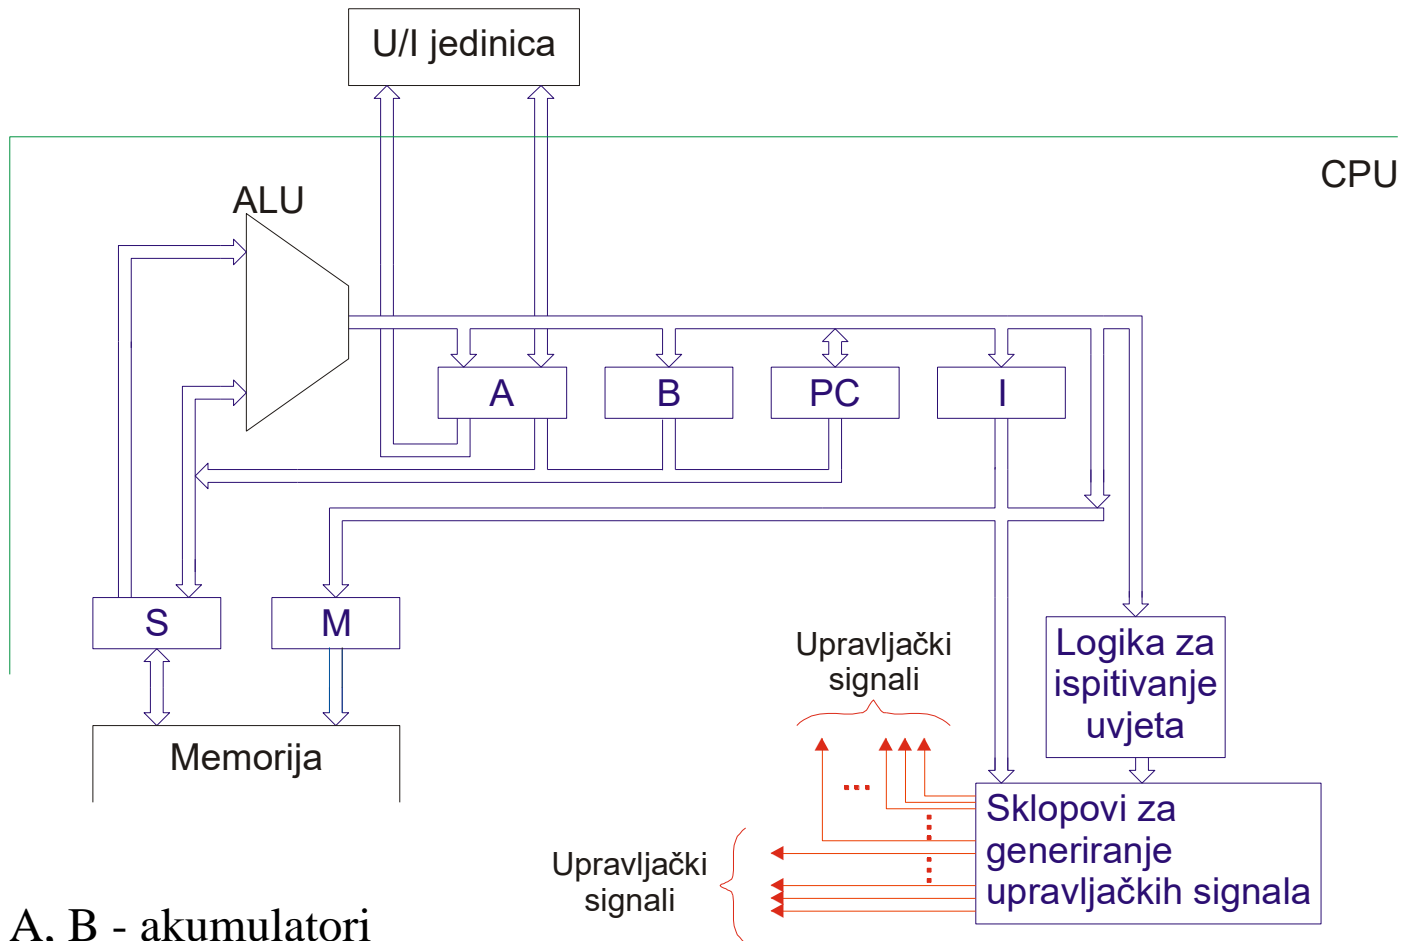 U/I jedinica
CPU
ALU
A
B
PC
I
S
M
Upravljački
signali
Logika za
ispitivanje
uvjeta
Memorija
Sklopovi za
generiranje
upravljačkih signala
Upravljački
signali
A, B - akumulatori